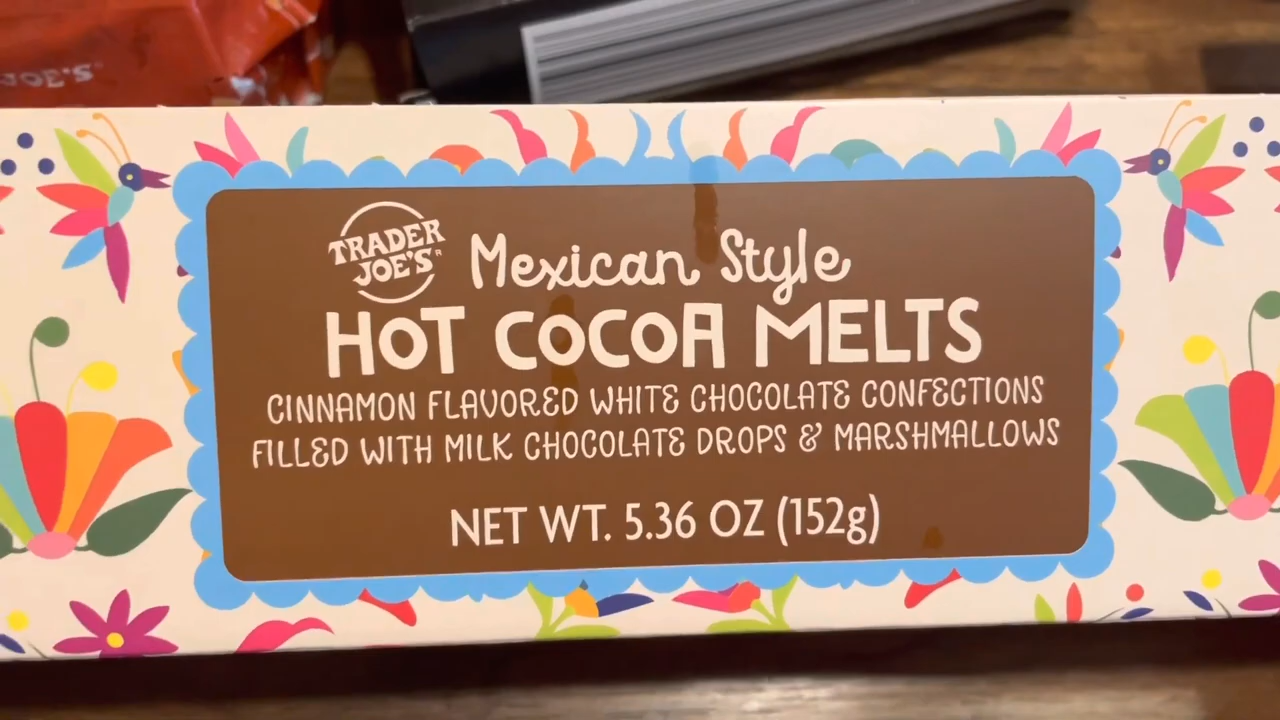 JOE'S
TRADER
JOE'S
Mexican Style
HOT COCOA MELTS
CINNAMON FLAVORED WHITE CHOCOLATE CONFECTIONS
FILLED WITH MILK CHOCOLATE DROPS & MARSHMALLOWS
NET WT. 5.36 OZ (152g)